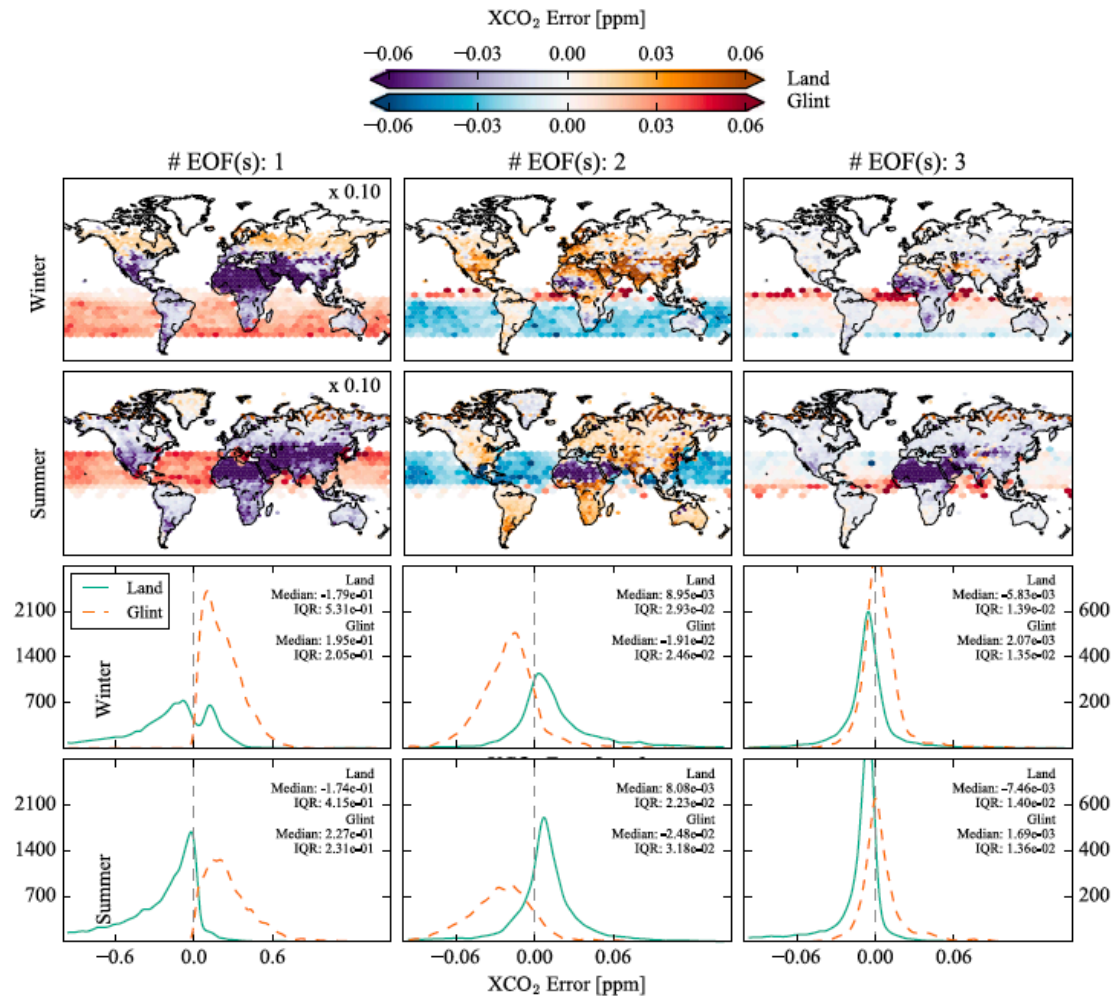 XCO₂ Error [ppm]
−0.06 −0.03 0.00 0.03 0.06
Land
Glint
−0.06 −0.03 0.00 0.03 0.06
# EOF(s): 1 # EOF(s): 2 # EOF(s): 3
Winter
x 0.10
Summer
x 0.10
Winter
Land
Glint
2100
1400
700
Land
Median: -1.79e-01
IQR: 5.31e-01
Glint
Median: 1.95e-01
IQR: 2.05e-01
Land
Median: 8.95e-03
IQR: 2.93e-02
Glint
Median: -1.91e-02
IQR: 2.46e-02
Land
Median: -5.83e-03
IQR: 1.39e-02
Glint
Median: 2.07e-03
IQR: 1.35e-02
600
400
200
Summer
2100
1400
700
Land
Median: -1.74e-01
IQR: 4.15e-01
Glint
Median: 2.27e-01
IQR: 2.31e-01
Land
Median: 8.08e-03
IQR: 2.23e-02
Glint
Median: -2.48e-02
IQR: 3.18e-02
Land
Median: -7.46e-03
IQR: 1.40e-02
Glint
Median: 1.69e-03
IQR: 1.36e-02
600
400
200
−0.6 0.0 0.6 −0.06 0.00 0.06 −0.06 0.00 0.06
XCO₂ Error [ppm]